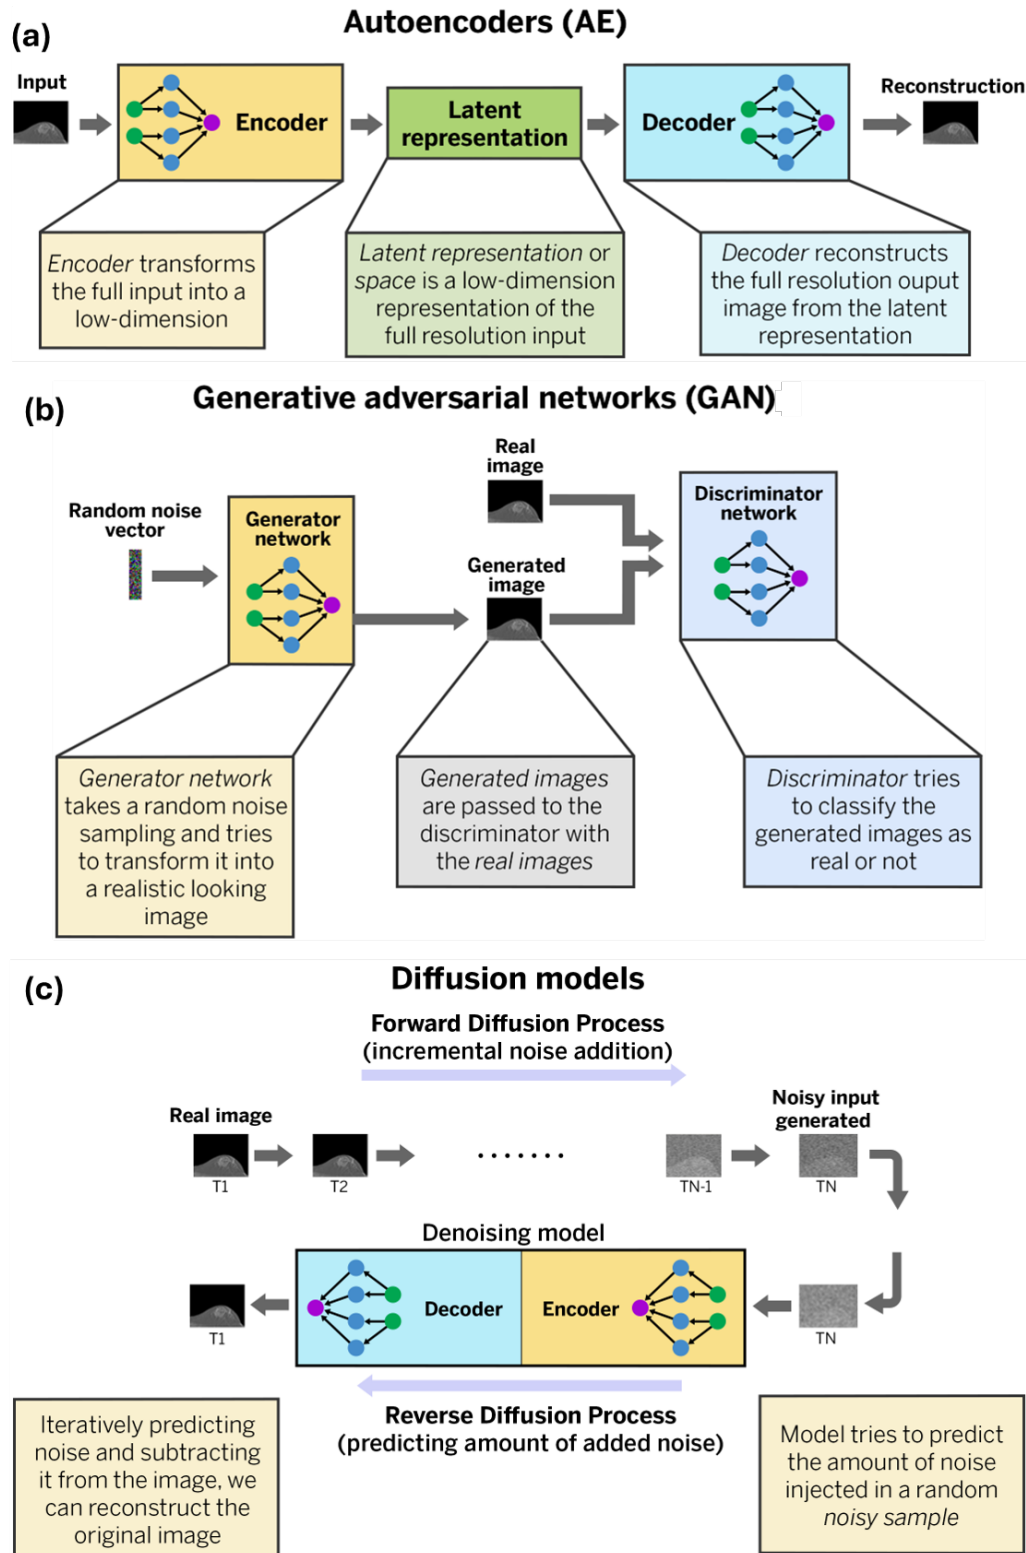 (a)
Autoencoders (AE)
Input
Encoder
Latent
representation
Decoder
Reconstruction
Encoder transforms
the full input into a
low-dimension
Latent representation or
space is a low-dimension
representation of the
full resolution input
Decoder reconstructs
the full resolution ouput
image from the latent
representation
(b)
Generative adversarial networks (GAN)
Random noise
vector
Generator
network
Real
image
Generated
image
Discriminator
network
Generator network
takes a random noise
sampling and tries
to transform it into
a realistic looking
image
Generated images
are passed to the
discriminator with
the real images
Discriminator tries
to classify the
generated images as
real or not
(c)
Diffusion models
Forward Diffusion Process
(incremental noise addition)
Real image
Noisy input
generated
T1
T2
.......
TN-1
TN
Denoising model
Decoder
Encoder
T1
TN
Reverse Diffusion Process
(predicting amount of added noise)
Iteratively predicting
noise and subtracting
it from the image, we
can reconstruct the
original image
Model tries to predict
the amount of noise
injected in a random
noisy sample